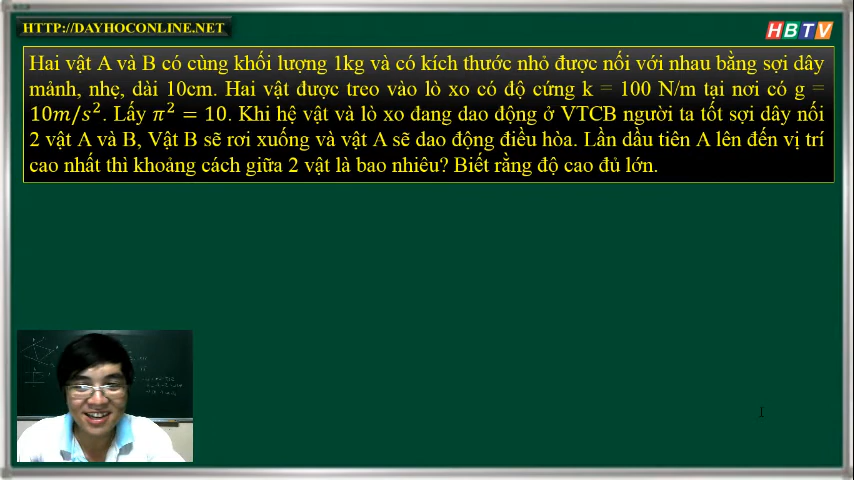 HTTP://DAYHOCONLINE.NET
HBTV
Hai vật A và B có cùng khối lượng 1kg và có kích thước nhỏ được nối với nhau bằng sợi dây
mảnh, nhẹ, dài 10cm. Hai vật được treo vào lò xo có độ cứng k = 100 N/m tại nơi có g =
10m/s². Lấy π² = 10. Khi hệ vật và lò xo đang dao động ở VTCB người ta tốt sợi dây nối
2 vật A và B, Vật B sẽ rơi xuống và vật A sẽ dao động điều hòa. Lần đầu tiên A lên đến vị trí
cao nhất thì khoảng cách giữa 2 vật là bao nhiêu? Biết rằng độ cao đủ lớn.